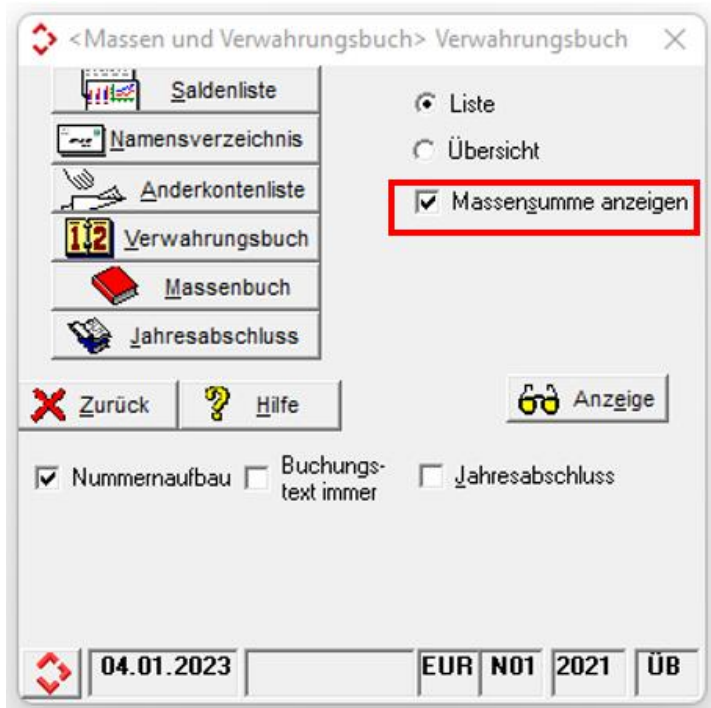 <Massen und Verwahrungsbuch> Verwahrungsbuch
Saldenliste
Namensverzeichnis
Anderkontenliste
Verwahrungsbuch
Massenbuch
Jahresabschluss
Liste
Übersicht
Massensumme anzeigen
Zurück
Hilfe
Anzeige
Nummernaufbau
Buchungs-
text immer
Jahresabschluss
04.01.2023
EUR
N01
2021
ÜB